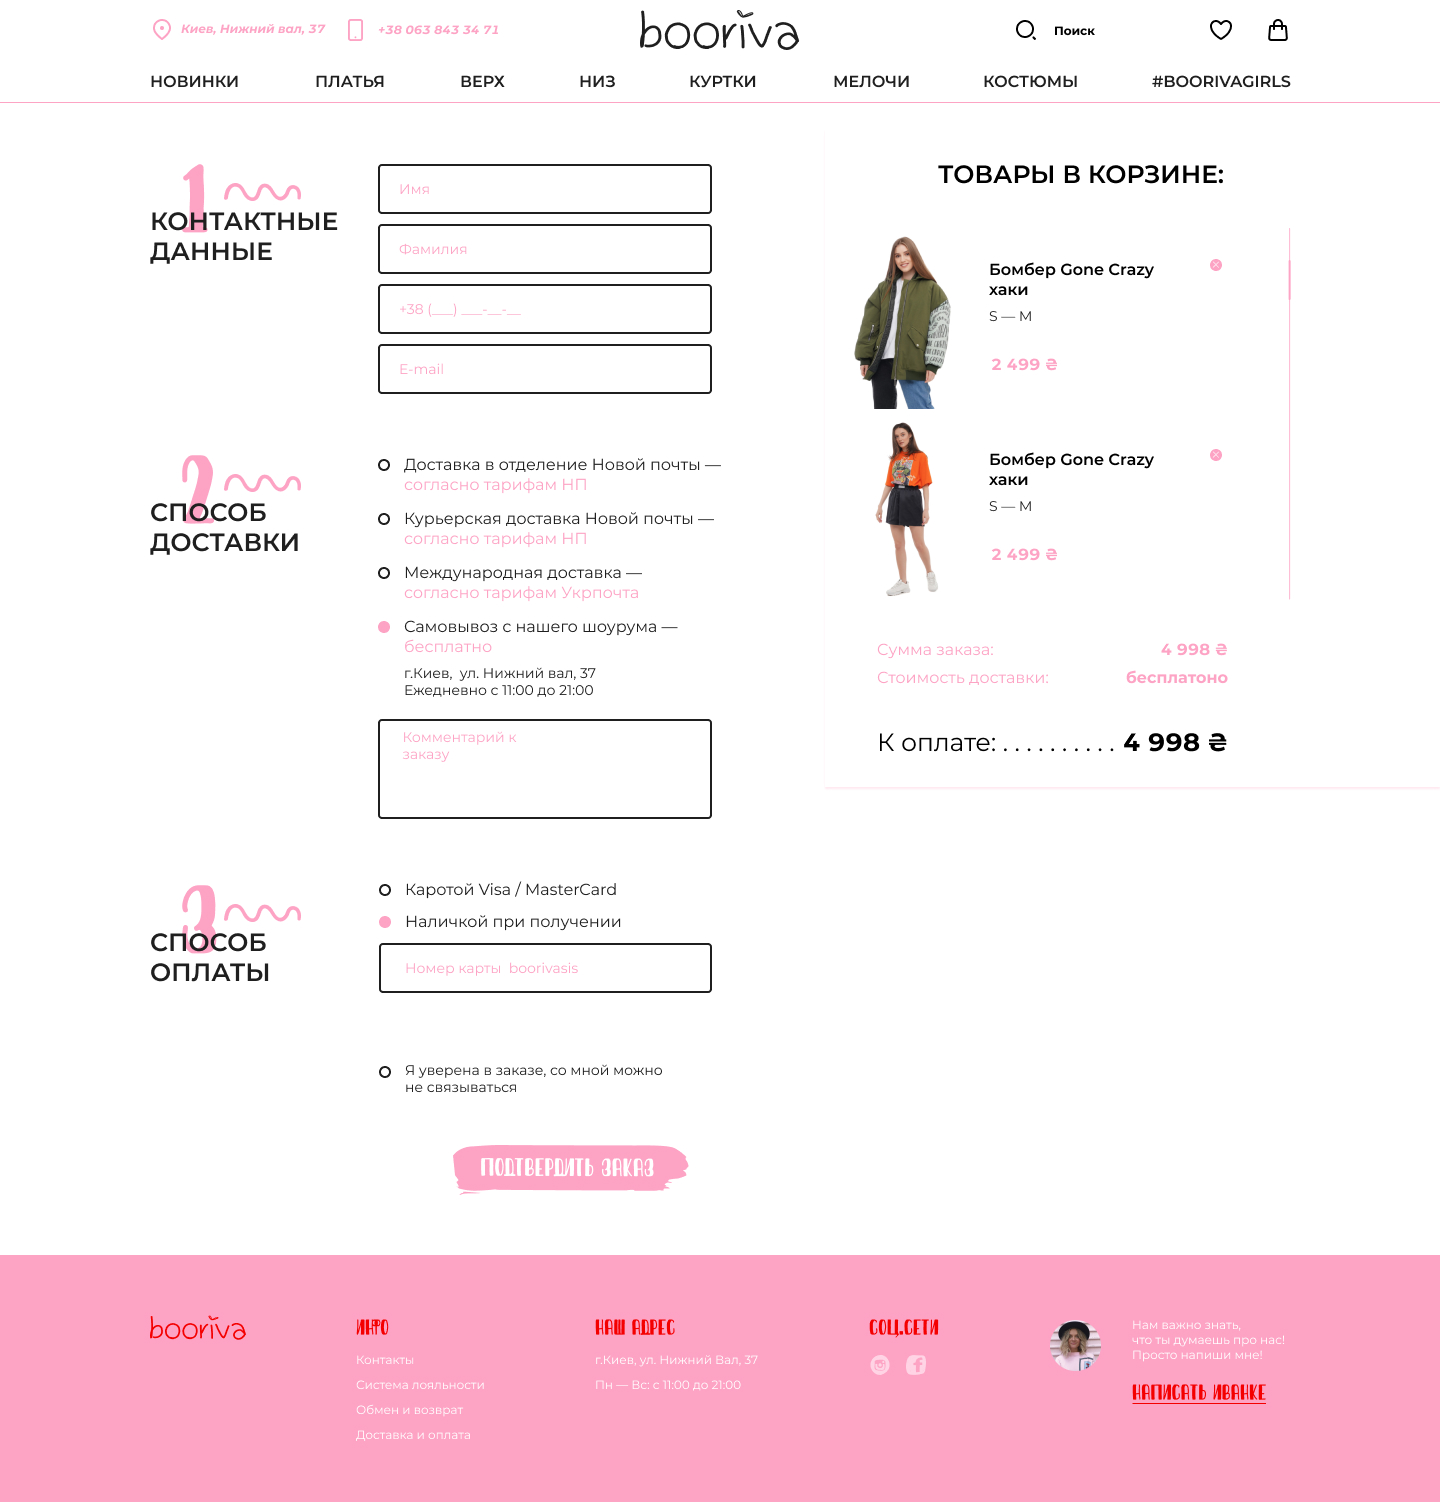 Киев, Нижний вал, 37
+38 063 843 34 71
booriva
Поиск
НОВИНКИ
ПЛАТЬЯ
ВЕРХ
НИЗ
КУРТКИ
МЕЛОЧИ
КОСТЮМЫ
#BOORIVAGIRLS
1
КОНТАКТНЫЕ
ДАННЫЕ
Имя
Фамилия
+38 (___) ___-__-__
E-mail
2
СПОСОБ
ДОСТАВКИ
Доставка в отделение Новой почты —
согласно тарифам НП
Курьерская доставка Новой почты —
согласно тарифам НП
Международная доставка —
согласно тарифам Укрпочта
Самовывоз с нашего шоурума —
бесплатно
г.Киев,  ул. Нижний вал, 37
Ежедневно с 11:00 до 21:00
Комментарий к
заказу
3
СПОСОБ
ОПЛАТЫ
Каротой Visa / MasterCard
Наличкой при получении
Номер карты  boorivasis
Я уверена в заказе, со мной можно
не связываться
ПОДТВЕРДИТЬ ЗАКАЗ
ТОВАРЫ В КОРЗИНЕ:
Бомбер Gone Crazy
хаки
S — M
2 499 ₴
Бомбер Gone Crazy
хаки
S — M
2 499 ₴
Сумма заказа: 4 998 ₴
Стоимость доставки: бесплатоно
К оплате: . . . . . . . . . . 4 998 ₴
booriva
ИНФО
Контакты
Система лояльности
Обмен и возврат
Доставка и оплата
НАШ АДРЕС
г.Киев, ул. Нижний Вал, 37
Пн — Вс: с 11:00 до 21:00
СОЦ.СЕТИ
Нам важно знать,
что ты думаешь про нас!
Просто напиши мне!
НАПИСАТЬ ИВАНКЕ